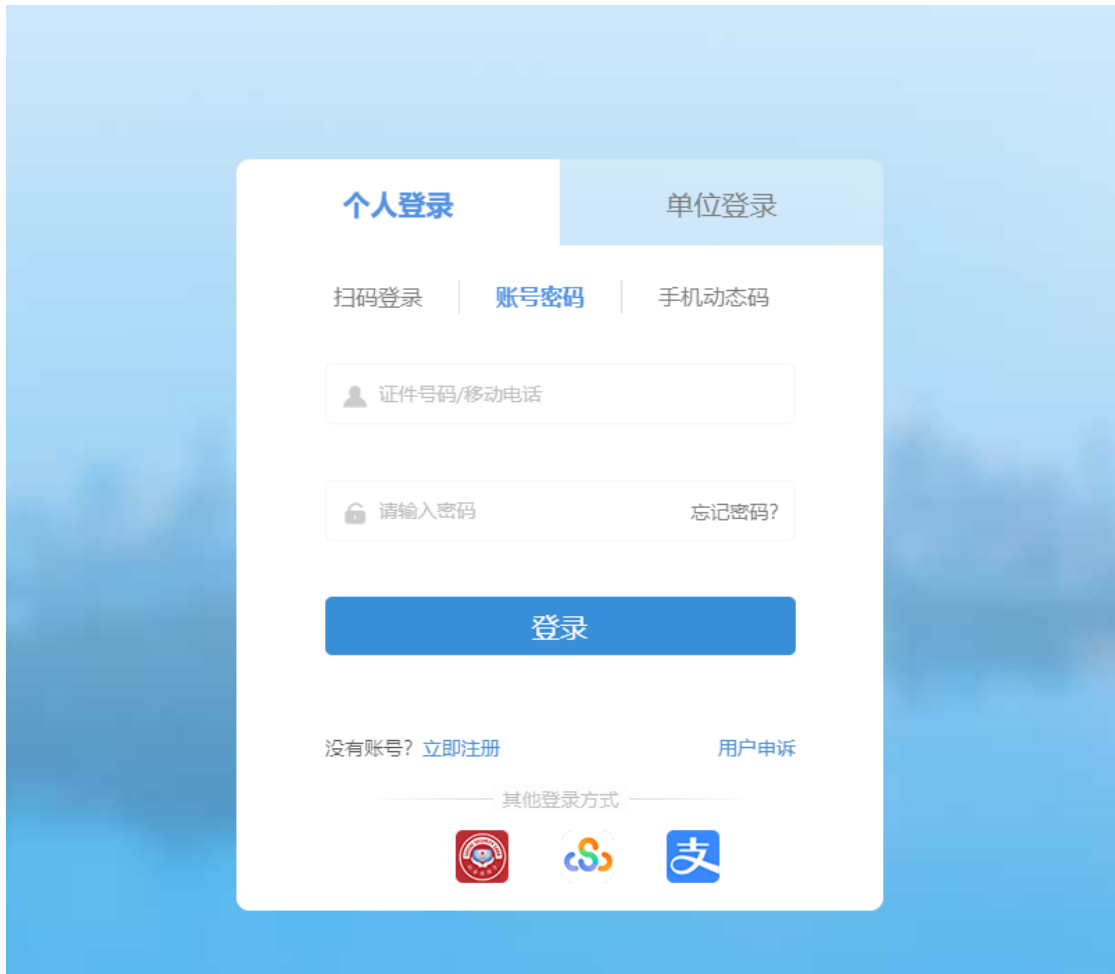 个人登录
单位登录
扫码登录
账号密码
手机动态码
证件号码/移动电话
请输入密码
忘记密码?
登录
没有账号? 立即注册
用户申诉
其他登录方式
支